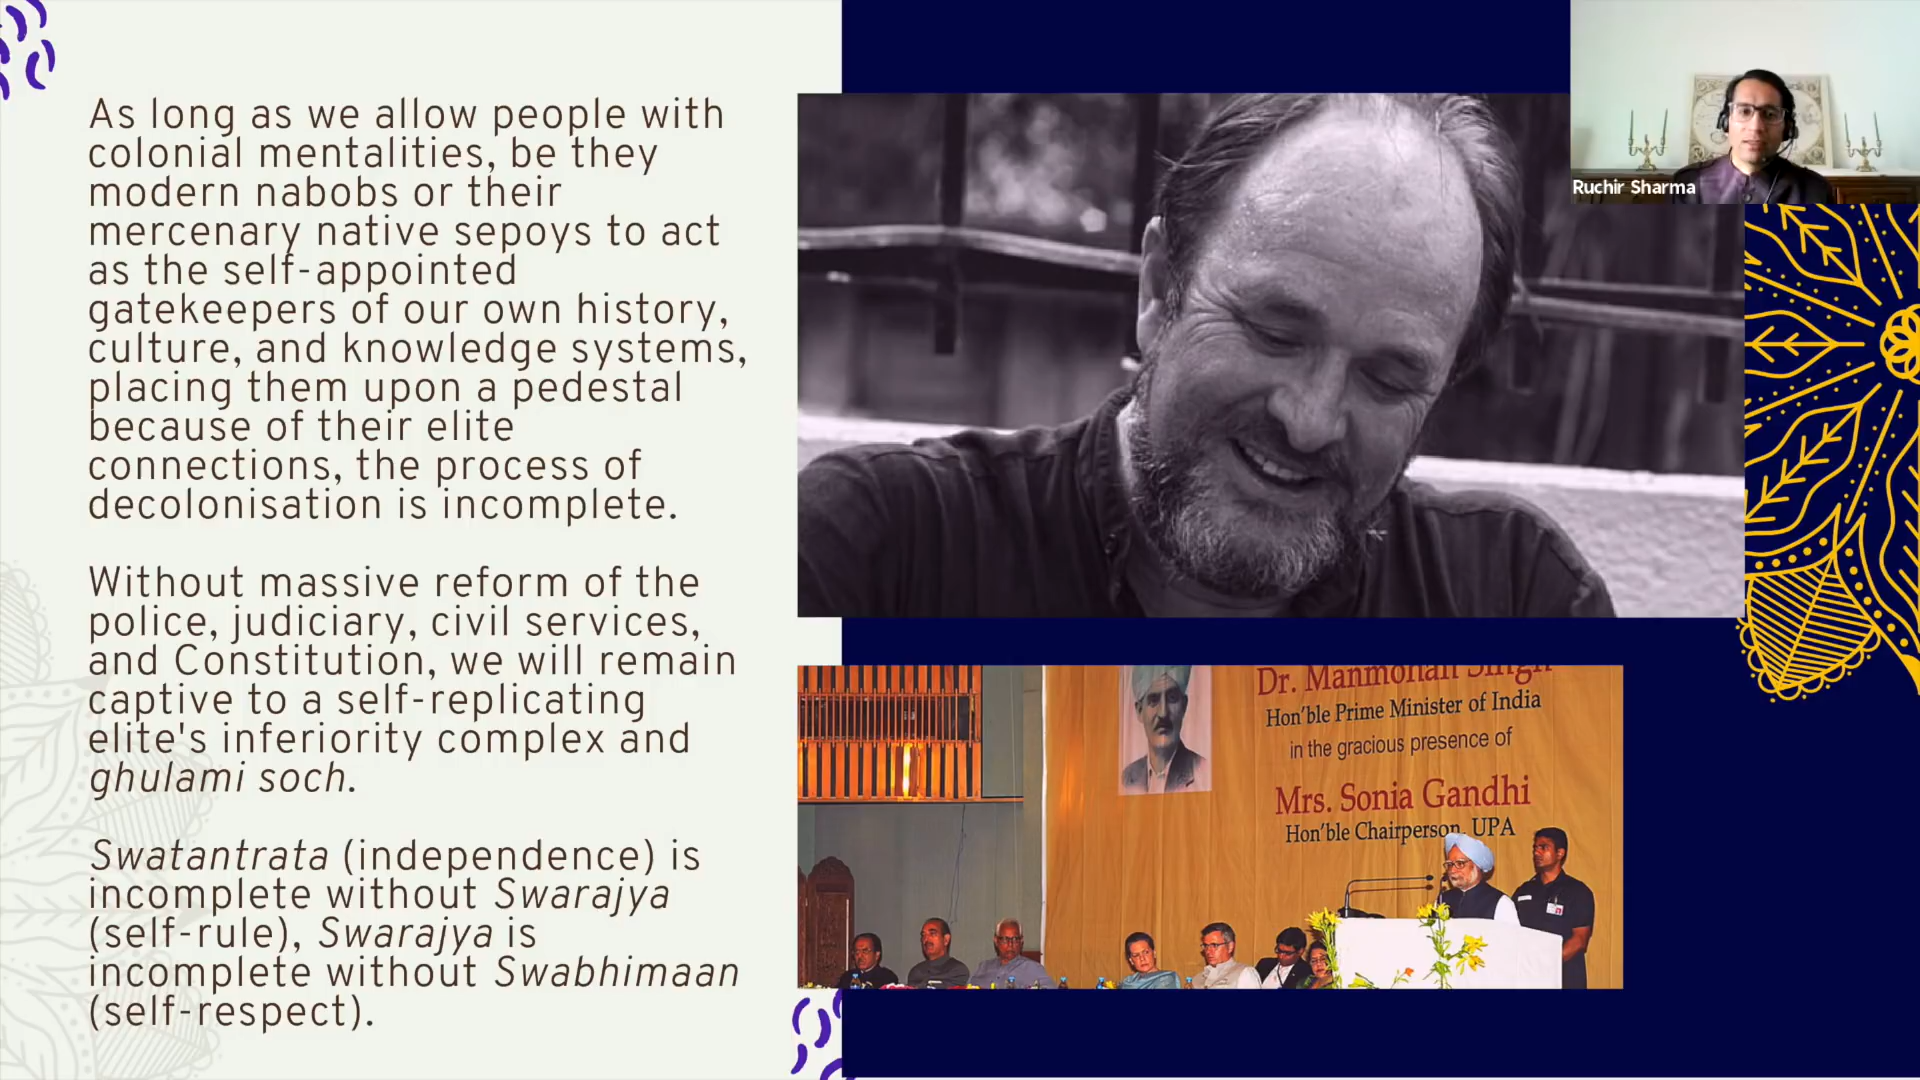 As long as we allow people with
colonial mentalities, be they
modern nabobs or their
mercenary native sepoys to act
as the self-appointed
gatekeepers of our own history,
culture, and knowledge systems,
placing them upon a pedestal
because of their elite
connections, the process of
decolonisation is incomplete.
Without massive reform of the
police, judiciary, civil services,
and Constitution, we will remain
captive to a self-replicating
elite's inferiority complex and
ghulami soch.
Swatantrata (independence) is
incomplete without Swarajya
(self-rule), Swarajya is
incomplete without Swabhimaan
(self-respect).
Ruchir Sharma
Dr. Manmohan Singh
Hon'ble Prime Minister of India
in the gracious presence of
Mrs. Sonia Gandhi
Hon'ble Chairperson, UPA